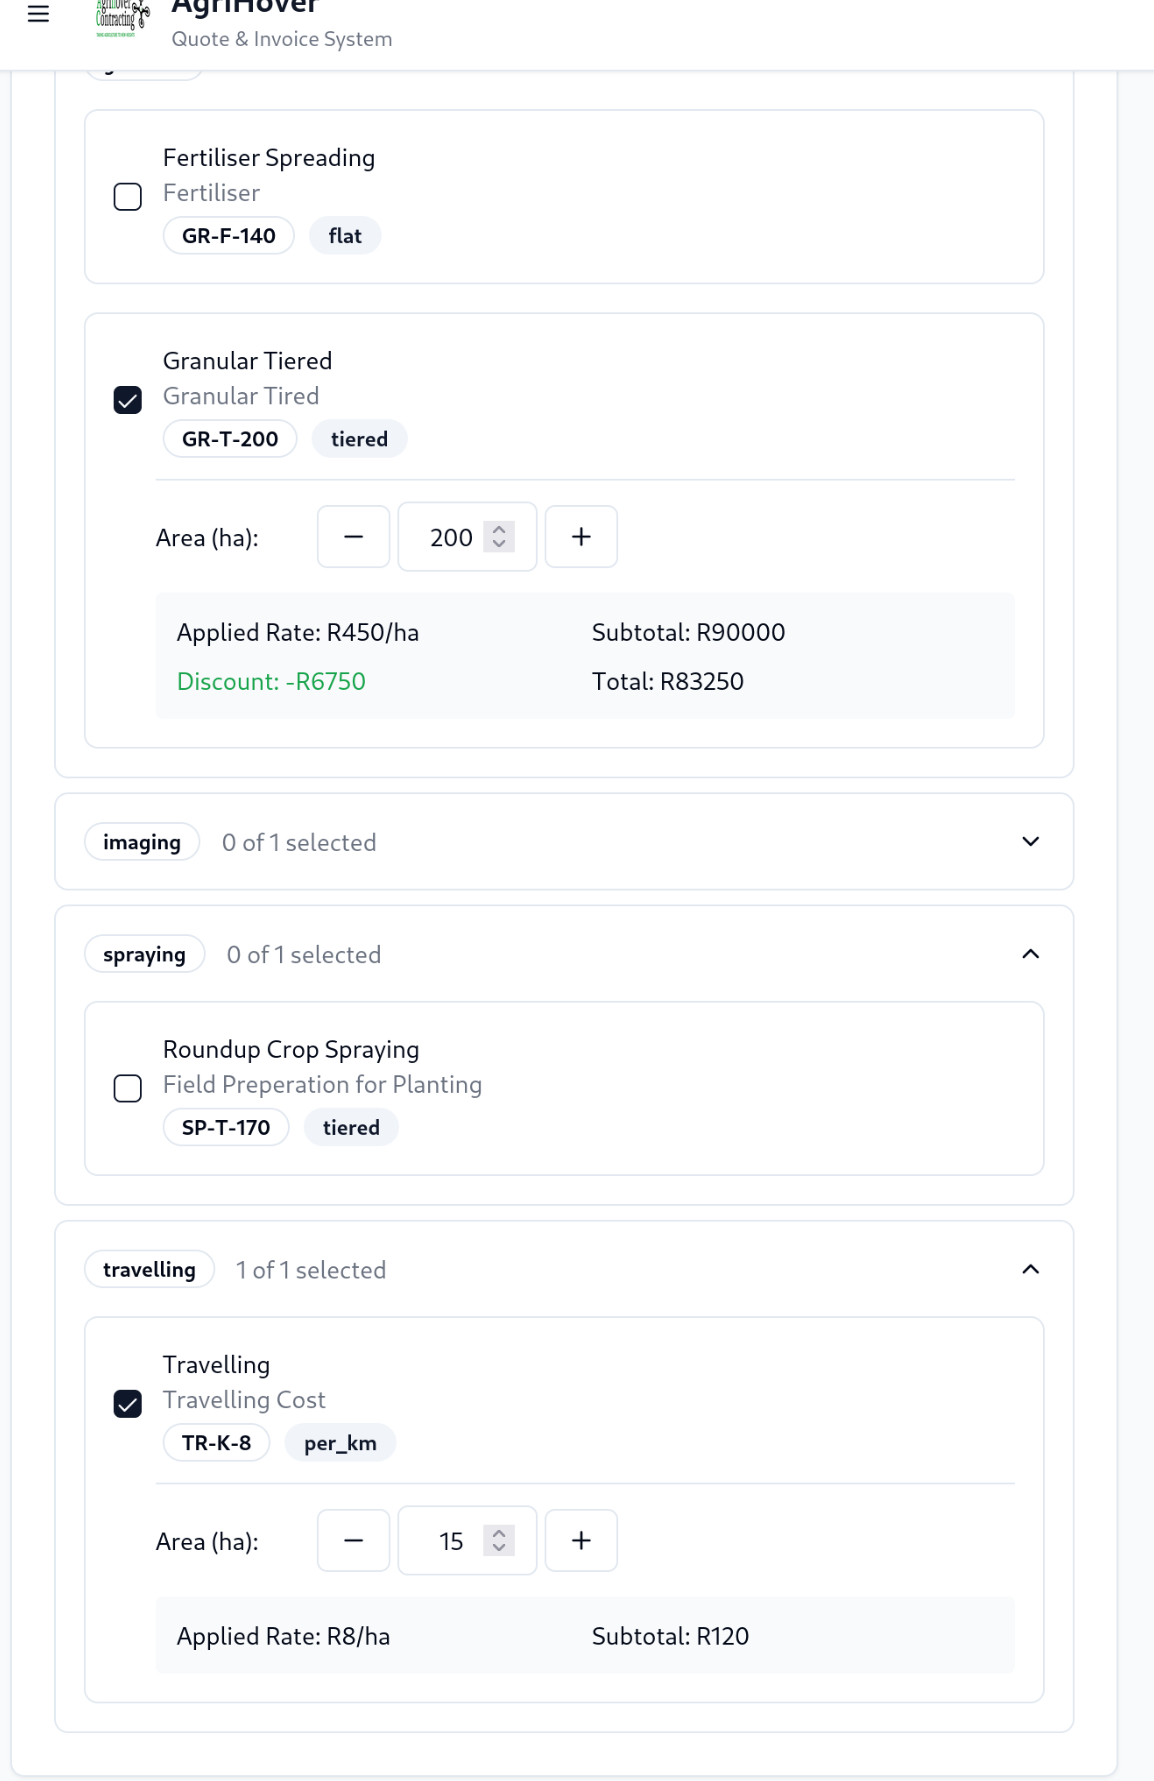 AgriHover
Contracting
Quote & Invoice System
Fertiliser Spreading
Fertiliser
GR-F-140 flat
Granular Tiered
Granular Tired
GR-T-200 tiered
Area (ha): − 200 +
Applied Rate: R450/ha Subtotal: R90000
Discount: -R6750 Total: R83250
imaging 0 of 1 selected
spraying 0 of 1 selected
Roundup Crop Spraying
Field Preperation for Planting
SP-T-170 tiered
travelling 1 of 1 selected
Travelling
Travelling Cost
TR-K-8 per_km
Area (ha): − 15 +
Applied Rate: R8/ha Subtotal: R120